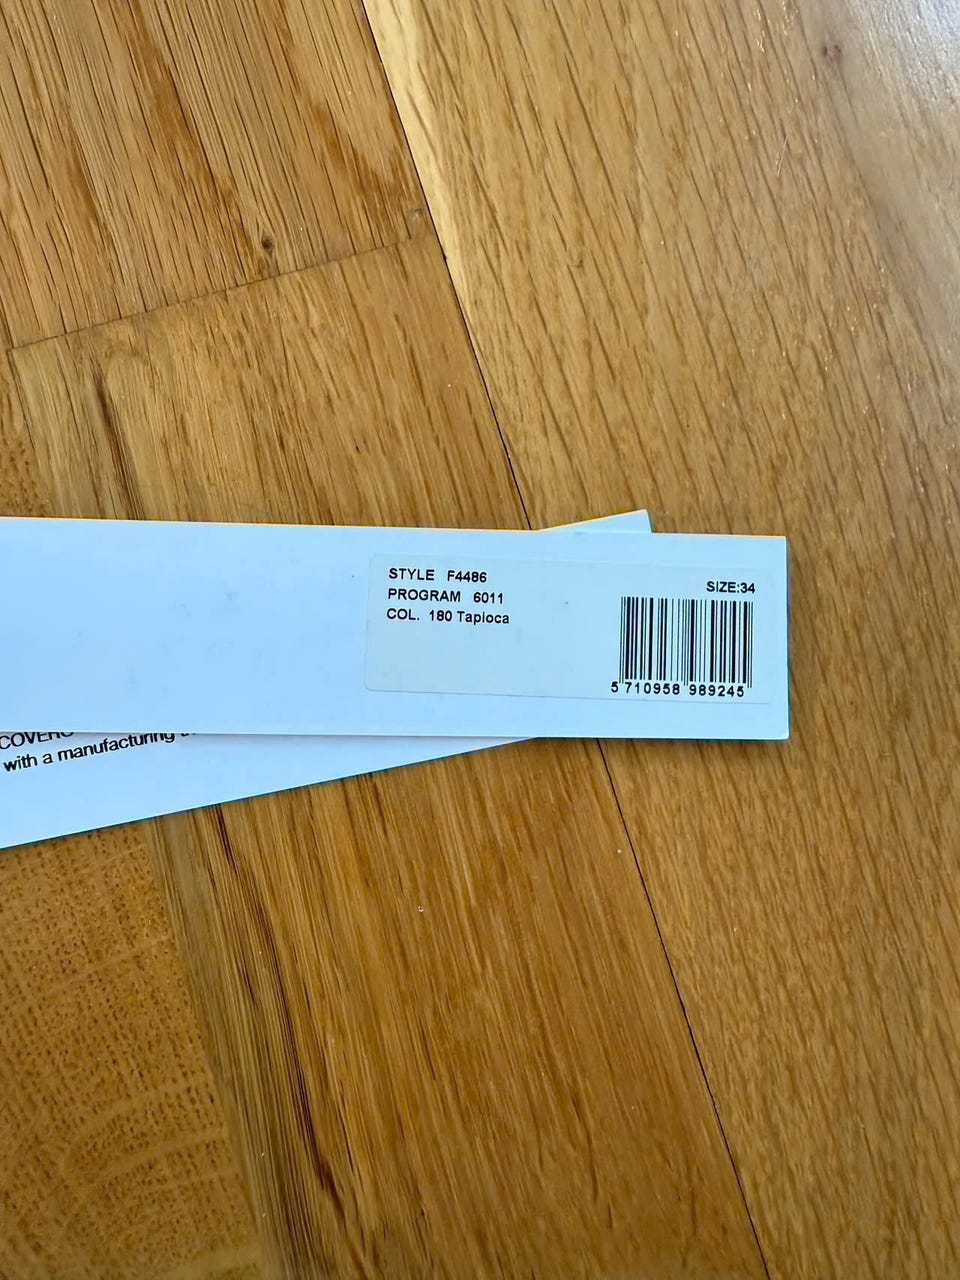 STYLE F4486
PROGRAM 6011
COL. 180 Tapioca
SIZE:34
5 710958 989245
with a manufacturing